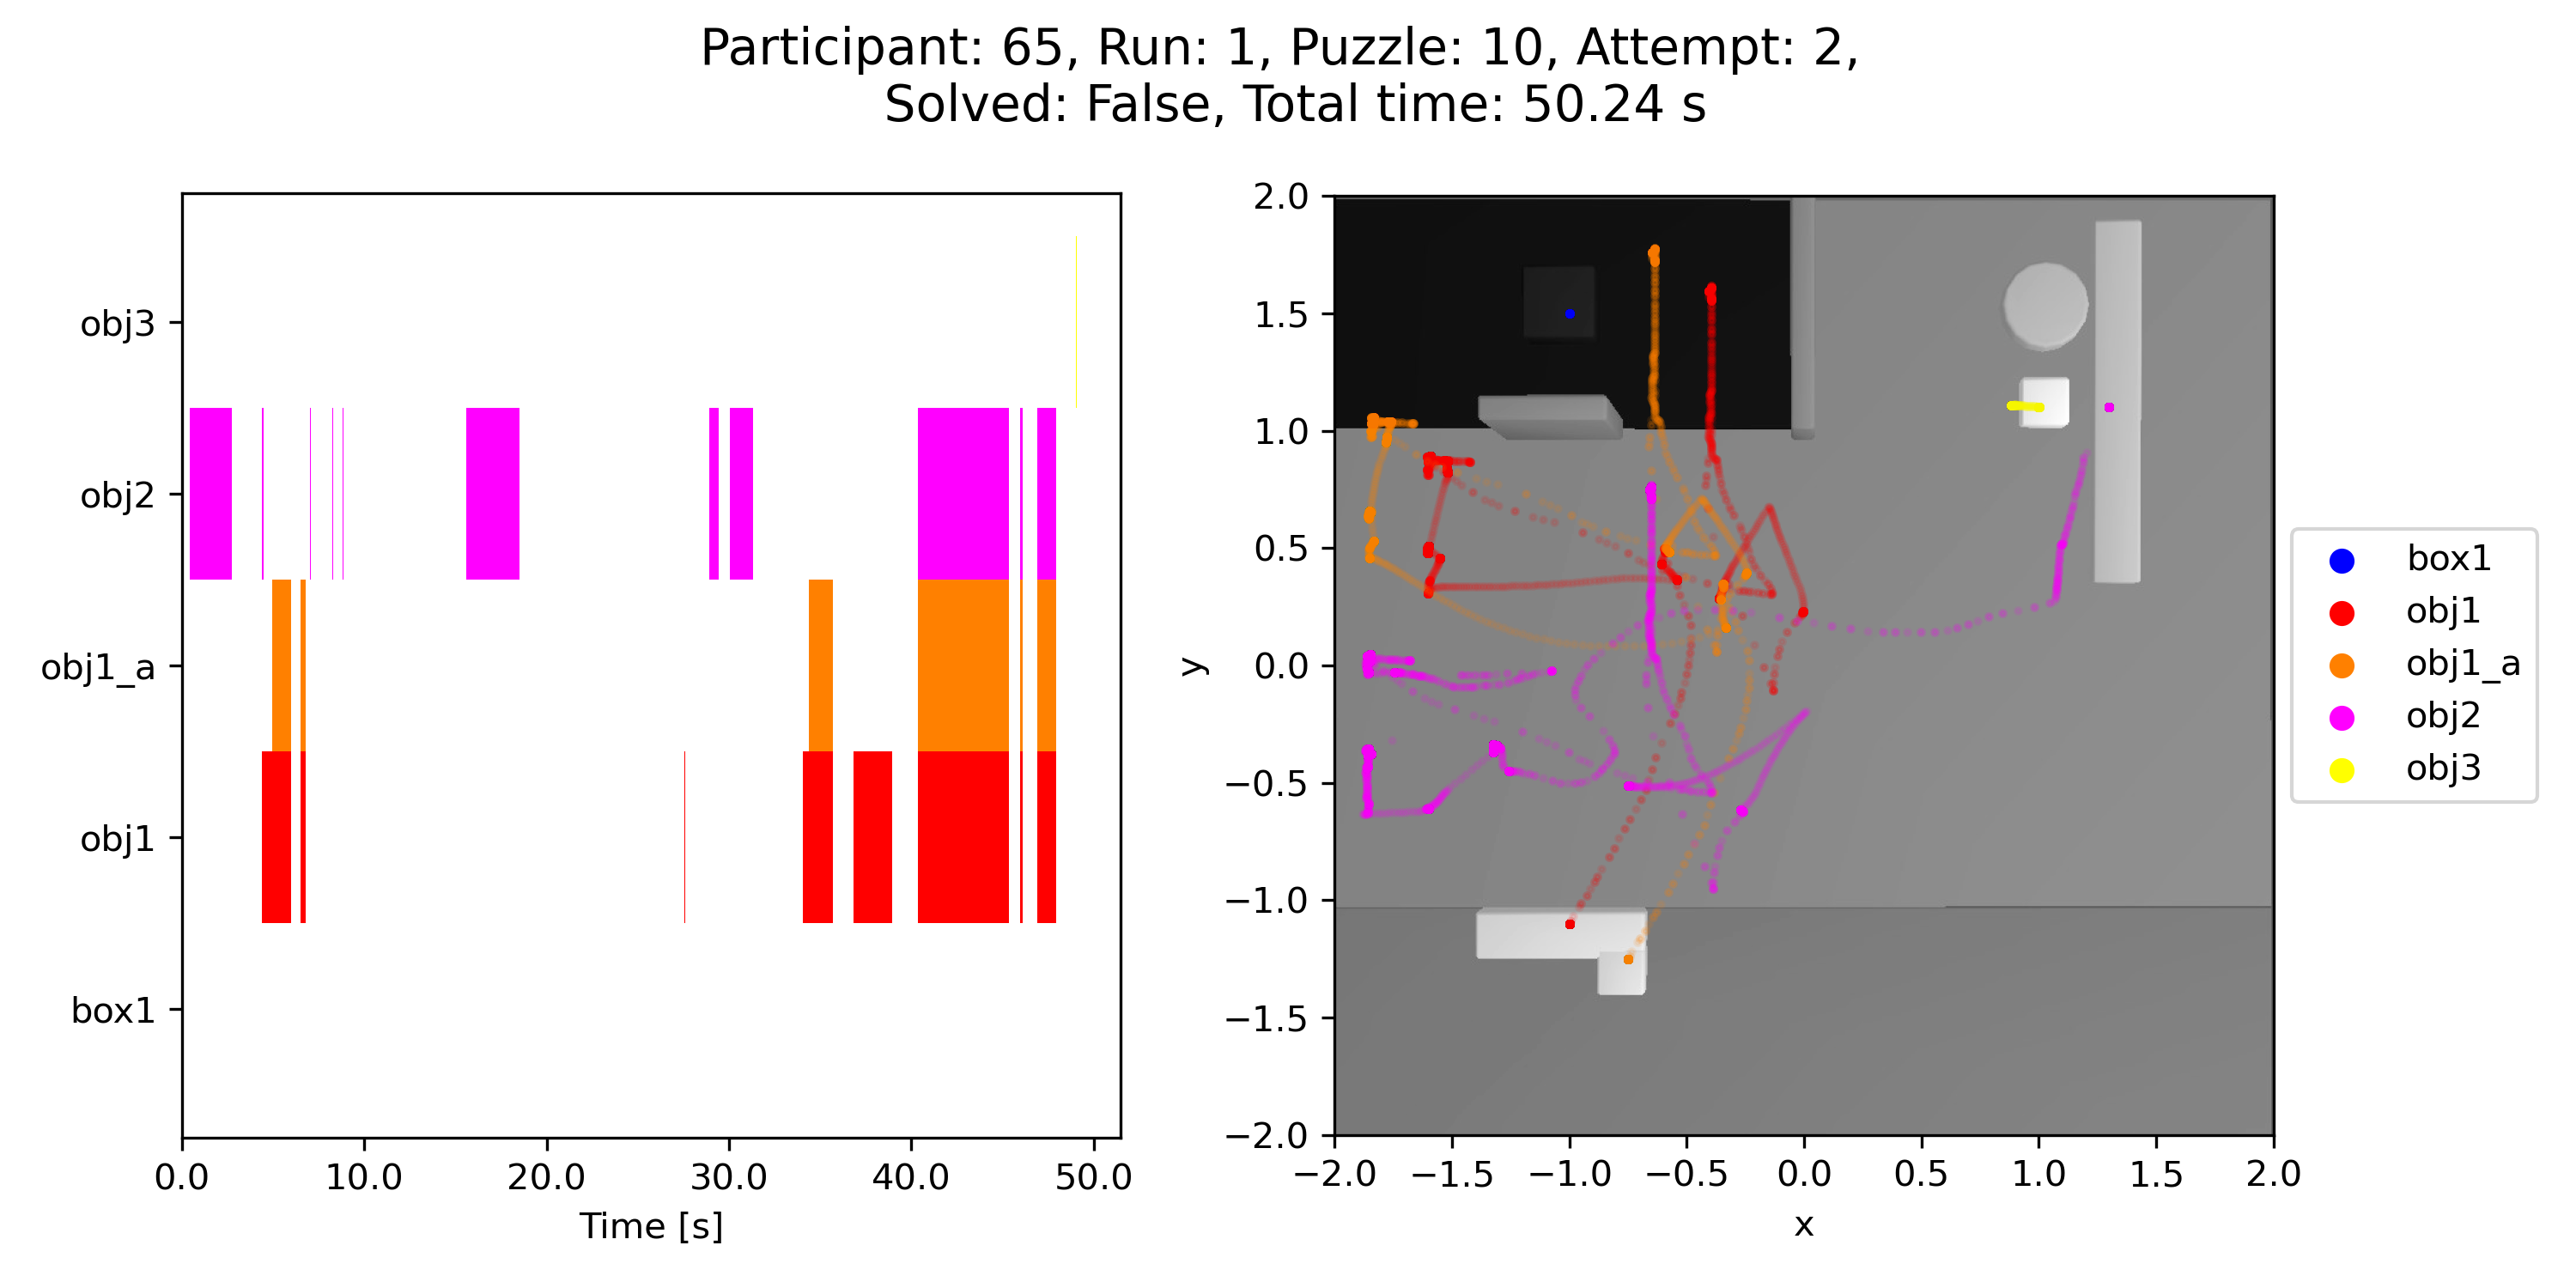 Participant: 65, Run: 1, Puzzle: 10, Attempt: 2,
Solved: False, Total time: 50.24 s
obj3
obj2
obj1_a
obj1
box1
0.0 10.0 20.0 30.0 40.0 50.0
Time [s]
2.0
1.5
1.0
0.5
0.0
−0.5
−1.0
−1.5
−2.0
y
−2.0 −1.5 −1.0 −0.5 0.0 0.5 1.0 1.5 2.0
x
box1
obj1
obj1_a
obj2
obj3